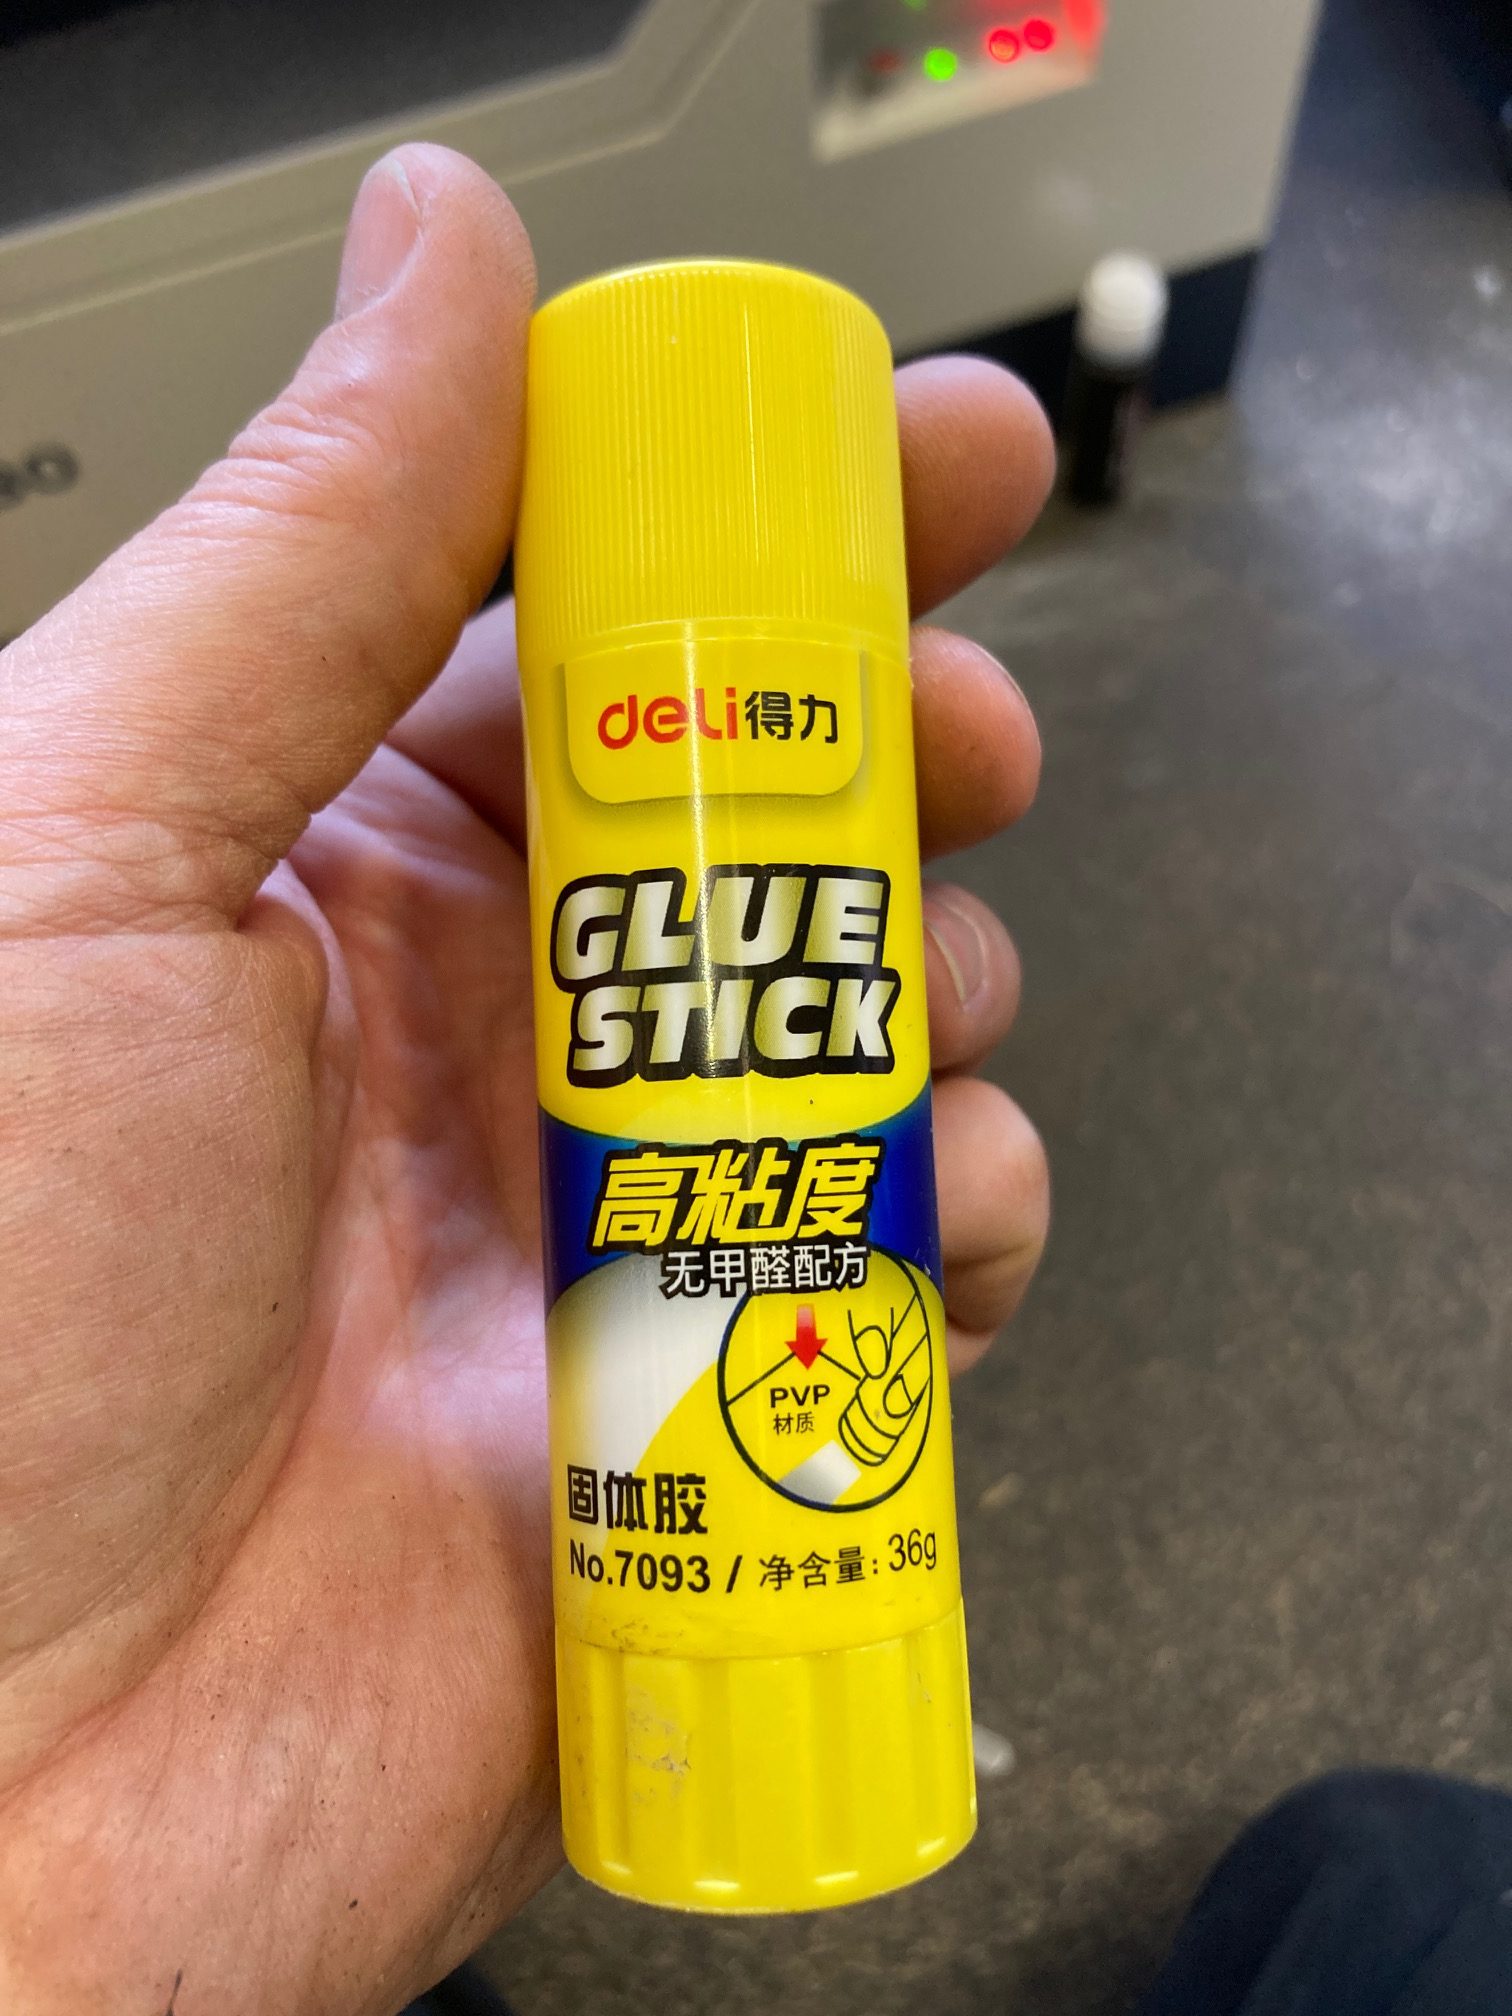 deli得力
GLUE
STICK
高粘度
无甲醛配方
PVP
材质
固体胶
No.7093 / 净含量: 36g